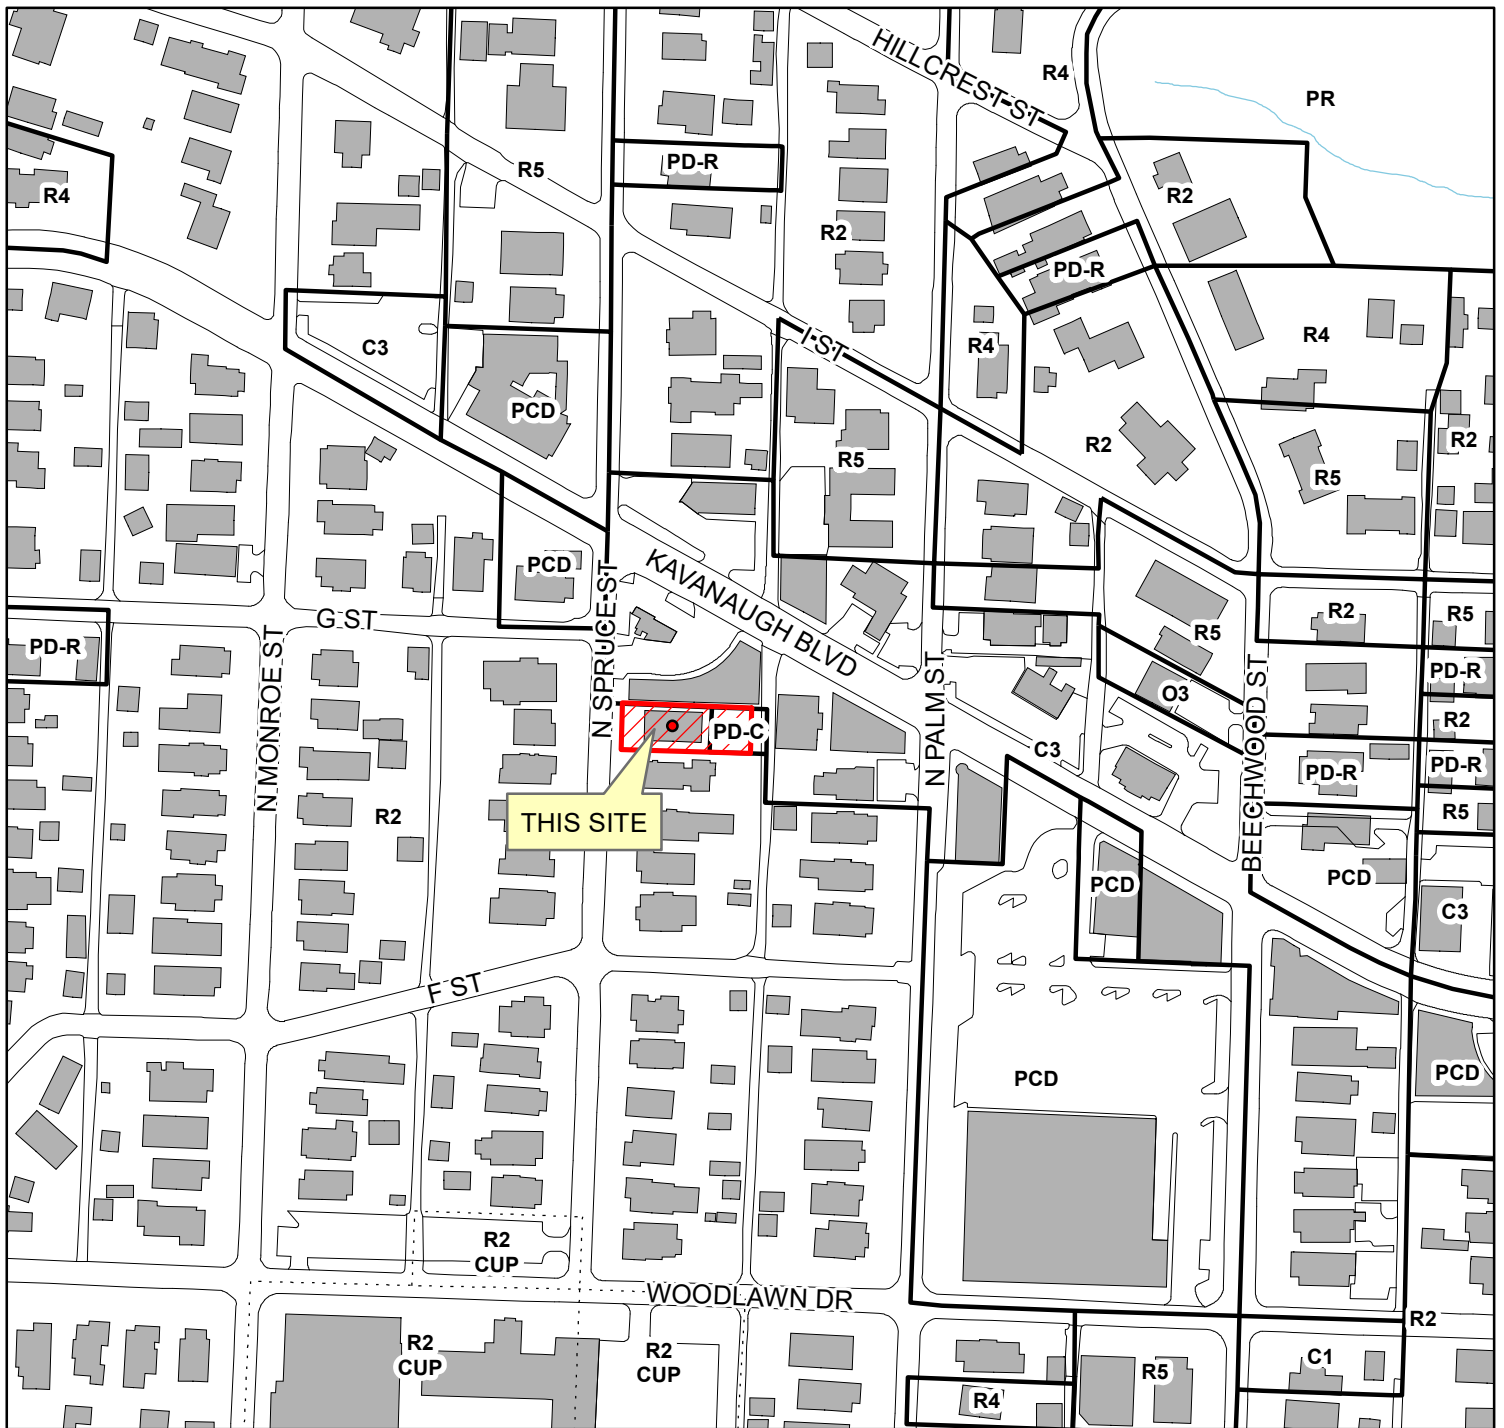 HILLCREST ST
R4
PR
R5
PD-R
R4
R2
R2
PD-R
C3
I ST
R4
R4
PCD
R5
R2
R2
R5
PCD
KAVANAUGH BLVD
N SPRUCE ST
G ST
R2
R5
R5
PD-R
N MONROE ST
N PALM ST
BEECHWOOD ST
PD-R
O3
R2
PD-C
C3
PD-R
PD-R
THIS SITE
R2
R5
PCD
PCD
C3
F ST
PCD
PCD
R2
CUP
WOODLAWN DR
R2
R2
CUP
R2
CUP
R5
C1
R4